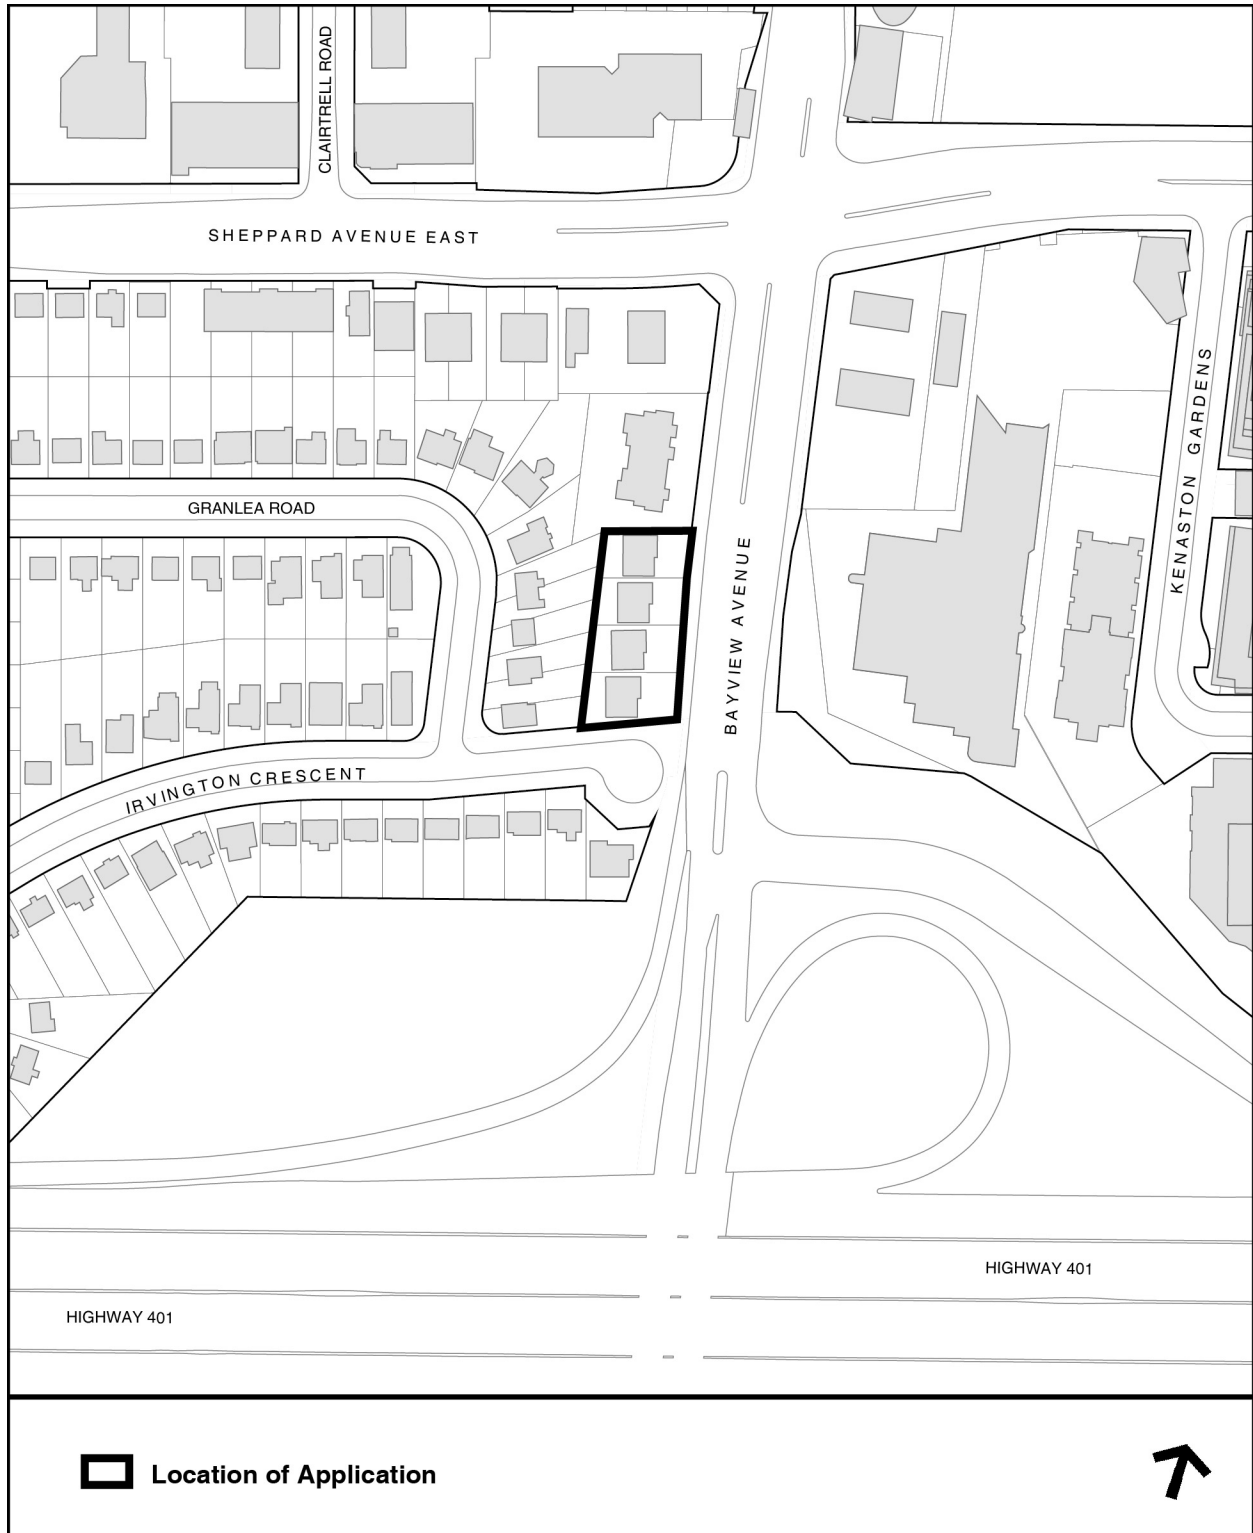 CLAIRTRELL ROAD
SHEPPARD AVENUE EAST
KENASTON GARDENS
GRANLEA ROAD
BAYVIEW AVENUE
IRVINGTON CRESCENT
HIGHWAY 401
HIGHWAY 401
Location of Application